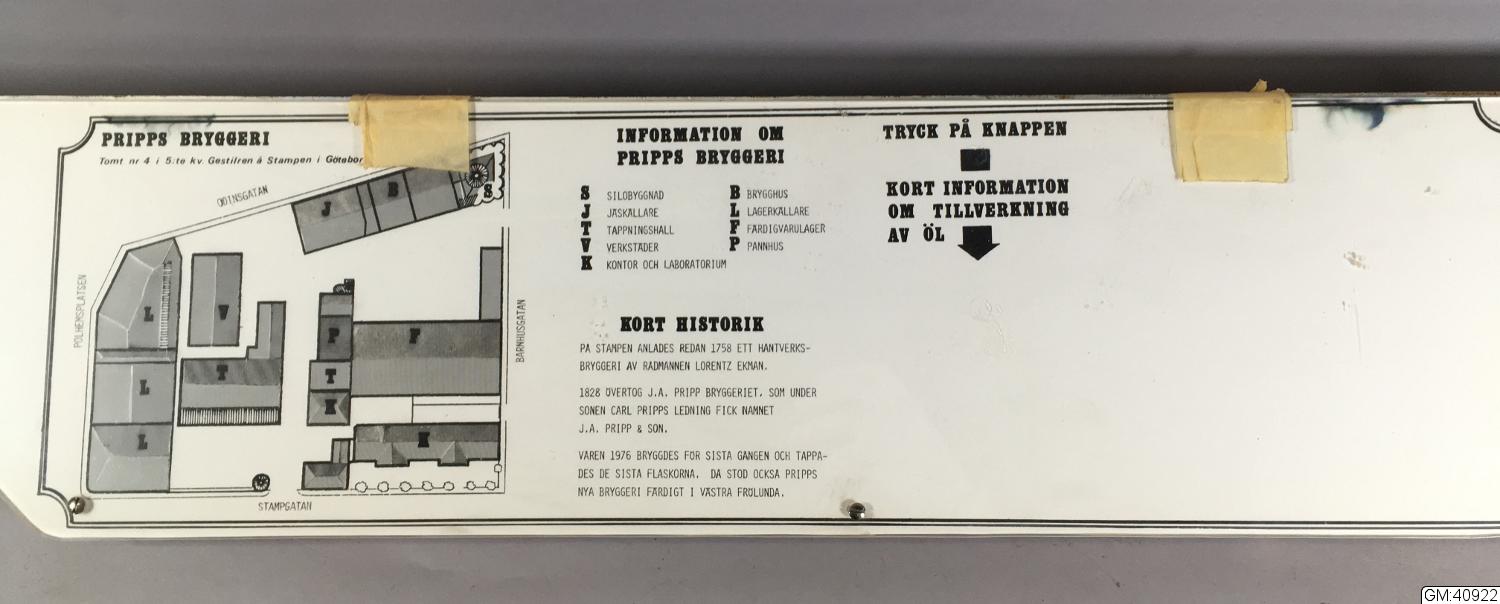 PRIPPS BRYGGERI
Tomt nr 4 i 5:te kv. Gestilren å Stampen i
ODINSGATAN
POLHEMSPLATSEN
BARNHUSGATAN
STAMPGATAN
J
B
S
L
V
P
F
L
T
T
K
L
K
INFORMATION OM
PRIPPS BRYGGERI
S SILOBYGGNAD
J JÄSKÄLLARE
T TAPPNINGSHALL
V VERKSTÄDER
K KONTOR OCH LABORATORIUM
B BRYGGHUS
L LAGERKÄLLARE
F FÄRDIGVARULAGER
P PANNHUS
KORT HISTORIK
PÅ STAMPEN ANLADES REDAN 1758 ETT HANTVERKS-
BRYGGERI AV RÅDMANNEN LORENTZ EKMAN.
1828 ÖVERTOG J.A. PRIPP BRYGGERIET, SOM UNDER
SONEN CARL PRIPPS LEDNING FICK NAMNET
J.A. PRIPP & SON.
VÅREN 1976 BRYGGDES FÖR SISTA GÅNGEN OCH TAPPA-
DES DE SISTA FLASKORNA. DÅ STOD OCKSÅ PRIPPS
NYA BRYGGERI FÄRDIGT I VÄSTRA FRÖLUNDA.
TRYCK PÅ KNAPPEN
KORT INFORMATION
OM TILLVERKNING
AV ÖL
GM:40922